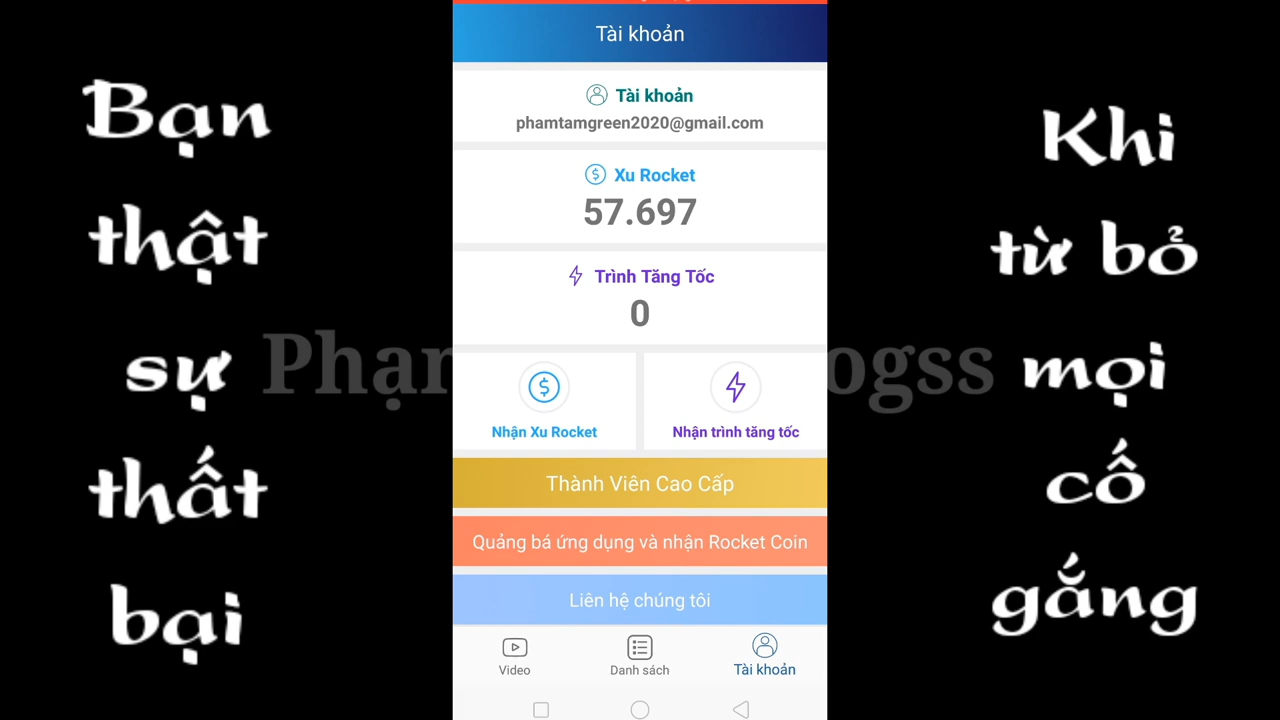 Bạn
thật
sự
thất
bại
Tài khoản
Tài khoản
phamtamgreen2020@gmail.com
Xu Rocket
57.697
Trình Tăng Tốc
0
Nhận Xu Rocket
Nhận trình tăng tốc
Thành Viên Cao Cấp
Quảng bá ứng dụng và nhận Rocket Coin
Liên hệ chúng tôi
Video
Danh sách
Tài khoản
Khi
từ bỏ
mọi
cố
gắng